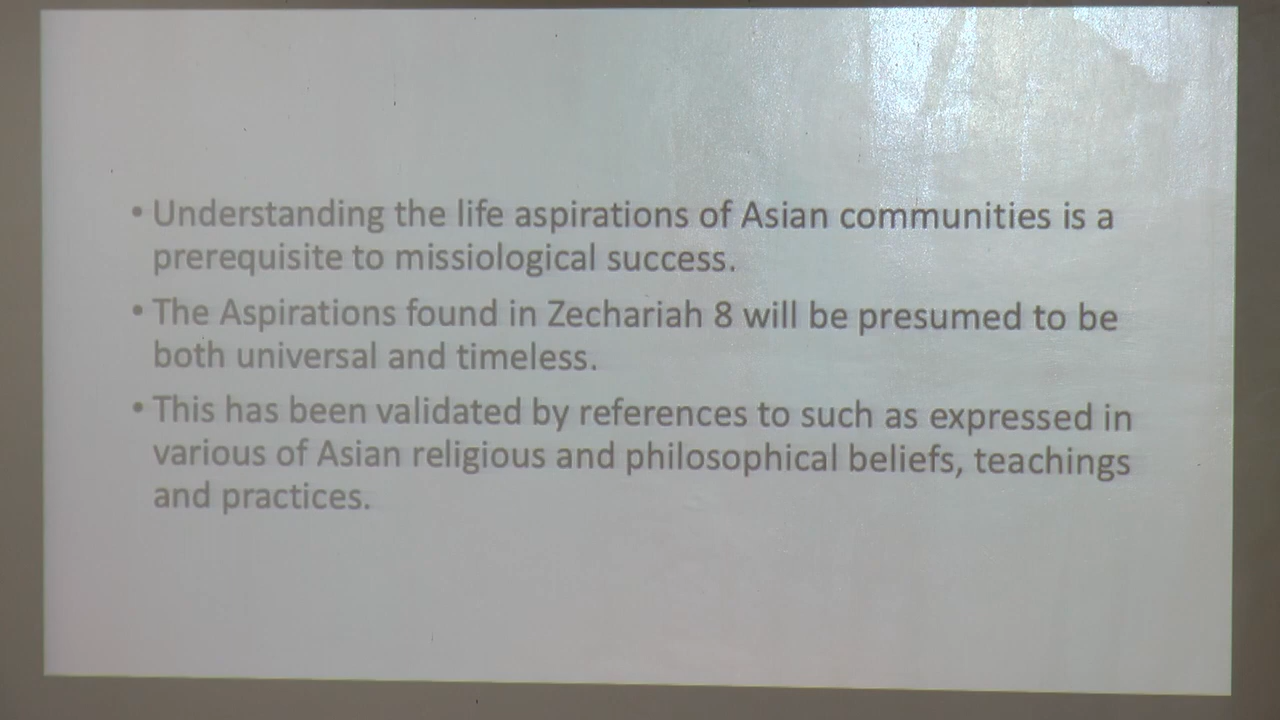 • Understanding the life aspirations of Asian communities is a
prerequisite to missiological success.
• The Aspirations found in Zechariah 8 will be presumed to be
both universal and timeless.
• This has been validated by references to such as expressed in
various of Asian religious and philosophical beliefs, teachings
and practices.